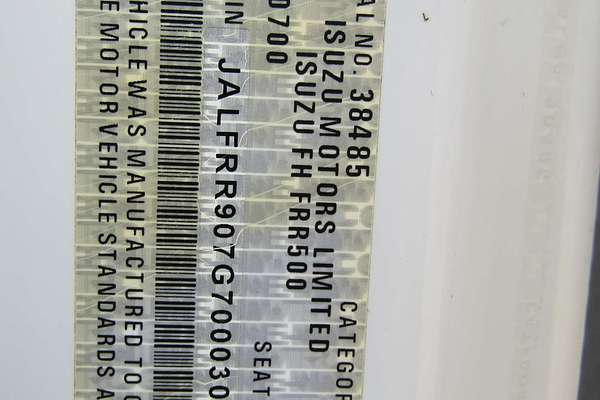 AL NO. 38485 CATEGOR
ISUZU MOTORS LIMITED
ISUZU FH FRR500
0700 SEAT
IN JALFRR907G700030
HICLE WAS MANUFACTURED TO
E MOTOR VEHICLE STANDARDS A